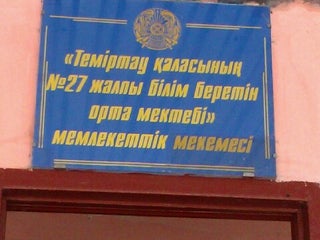 «Теміртау қаласының
№27 жалпы білім беретін
орта мектебі»
мемлекеттік мекемесі